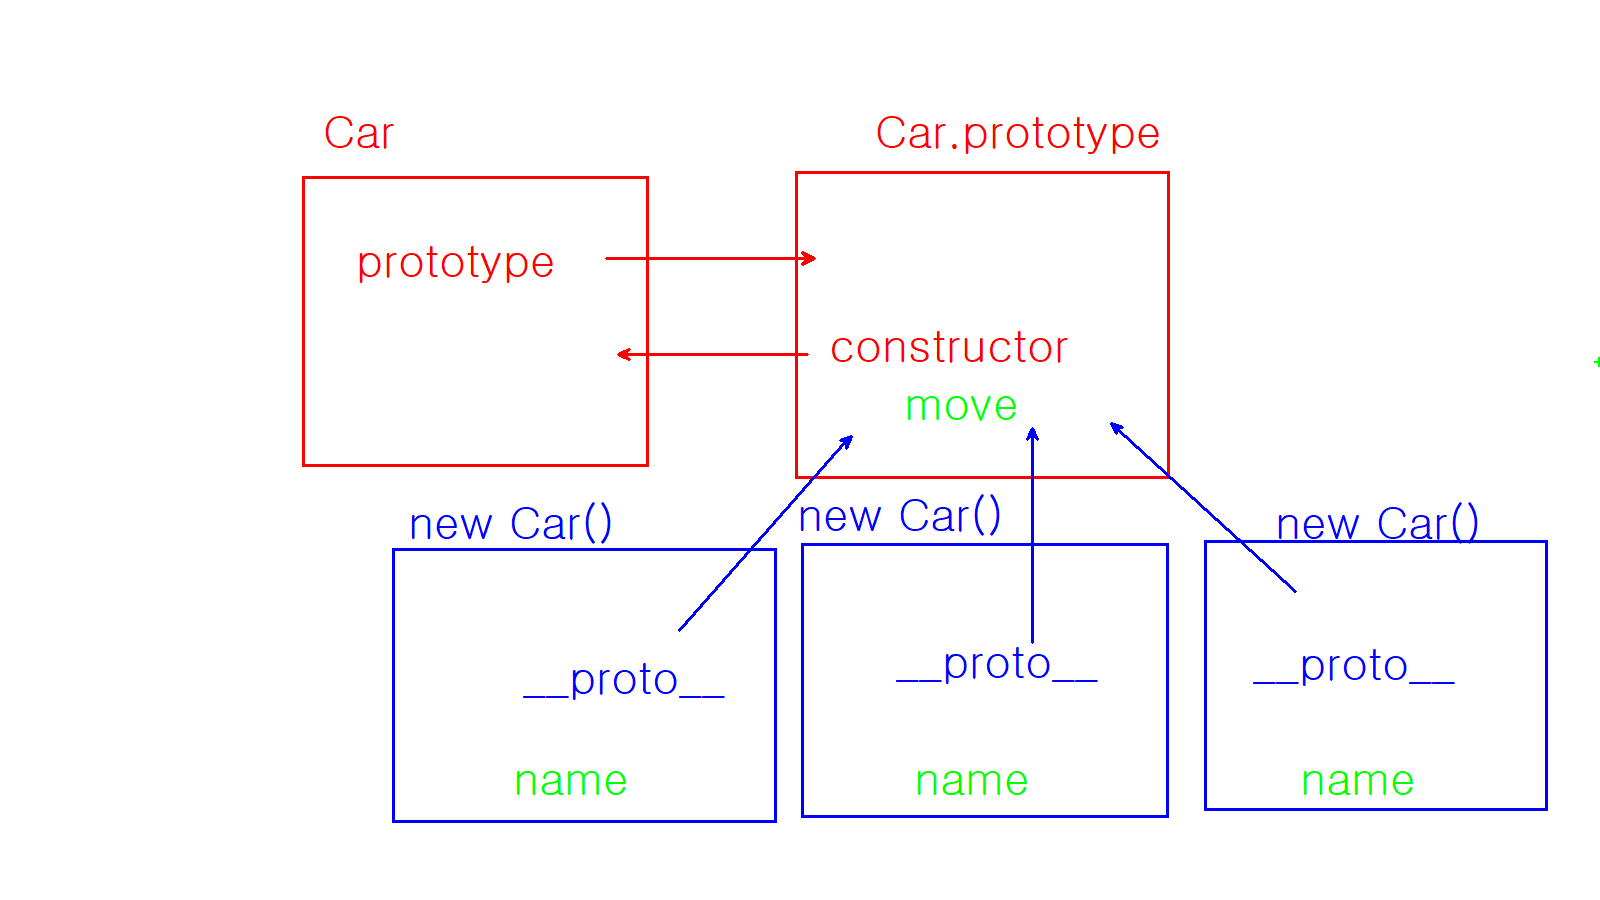 Car
Car.prototype
prototype
constructor
move
new Car()
new Car()
new Car()
__proto__
__proto__
__proto__
name
name
name